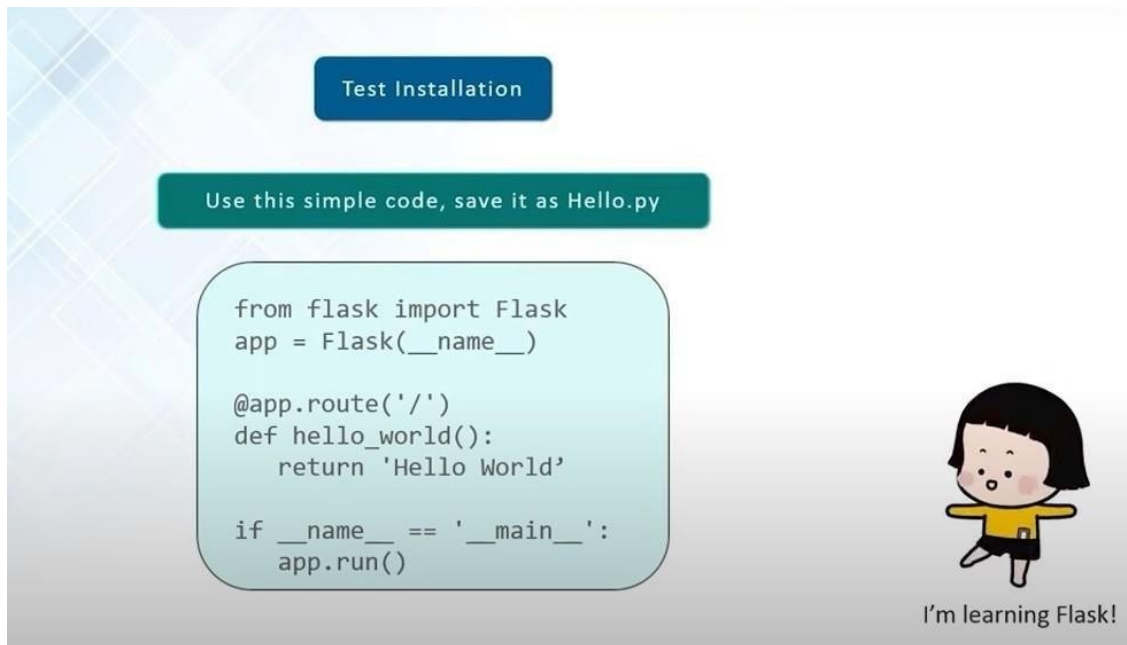 Test Installation
Use this simple code, save it as Hello.py
from flask import Flask
app = Flask(__name__)
@app.route('/')
def hello_world():
   return 'Hello World’
if __name__ == '__main__':
   app.run()
I’m learning Flask!